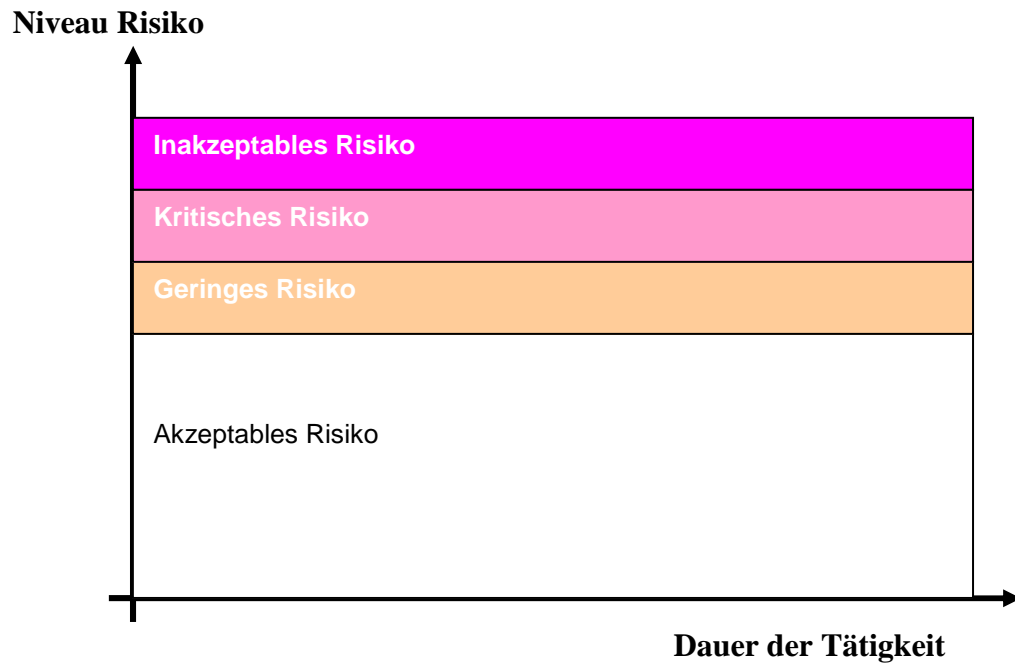 Niveau Risiko
Inakzeptables Risiko
Kritisches Risiko
Geringes Risiko
Akzeptables Risiko
Dauer der Tätigkeit